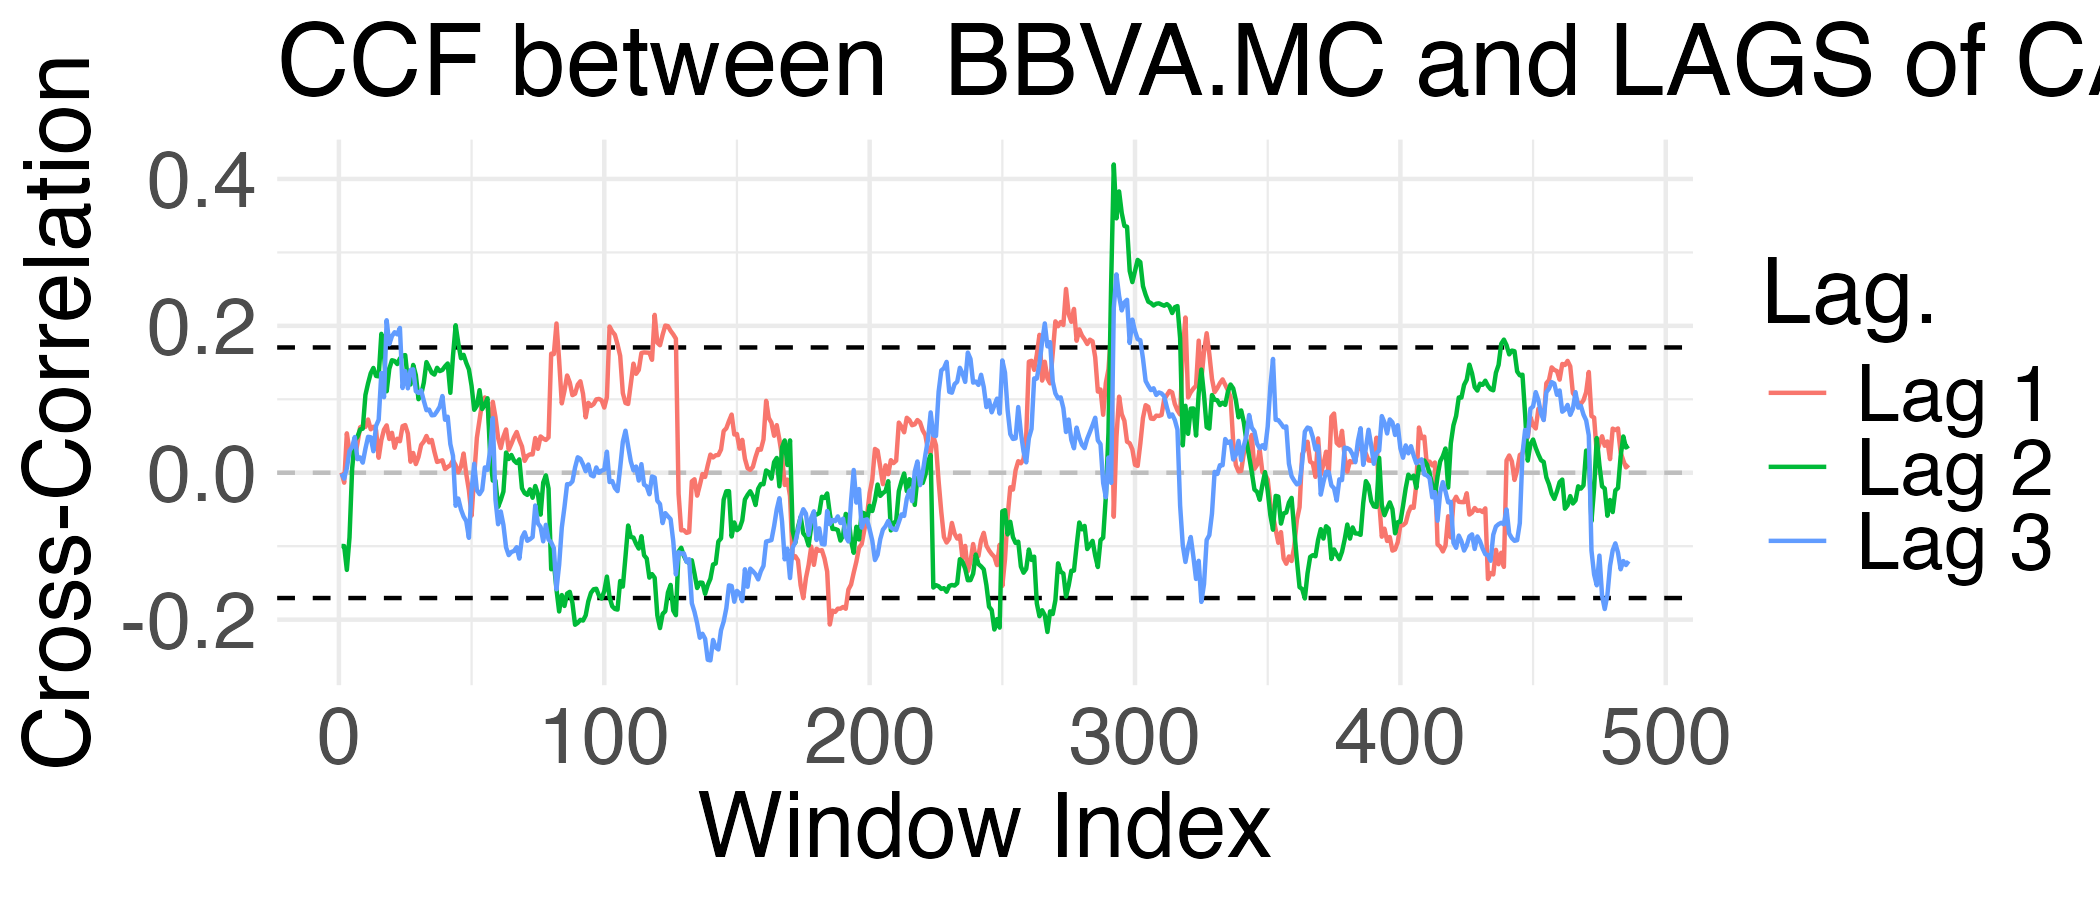 CCF between  BBVA.MC and LAGS of CA
Cross-Correlation
0.4
0.2
0.0
-0.2
0 100 200 300 400 500
Window Index
Lag.
Lag 1
Lag 2
Lag 3